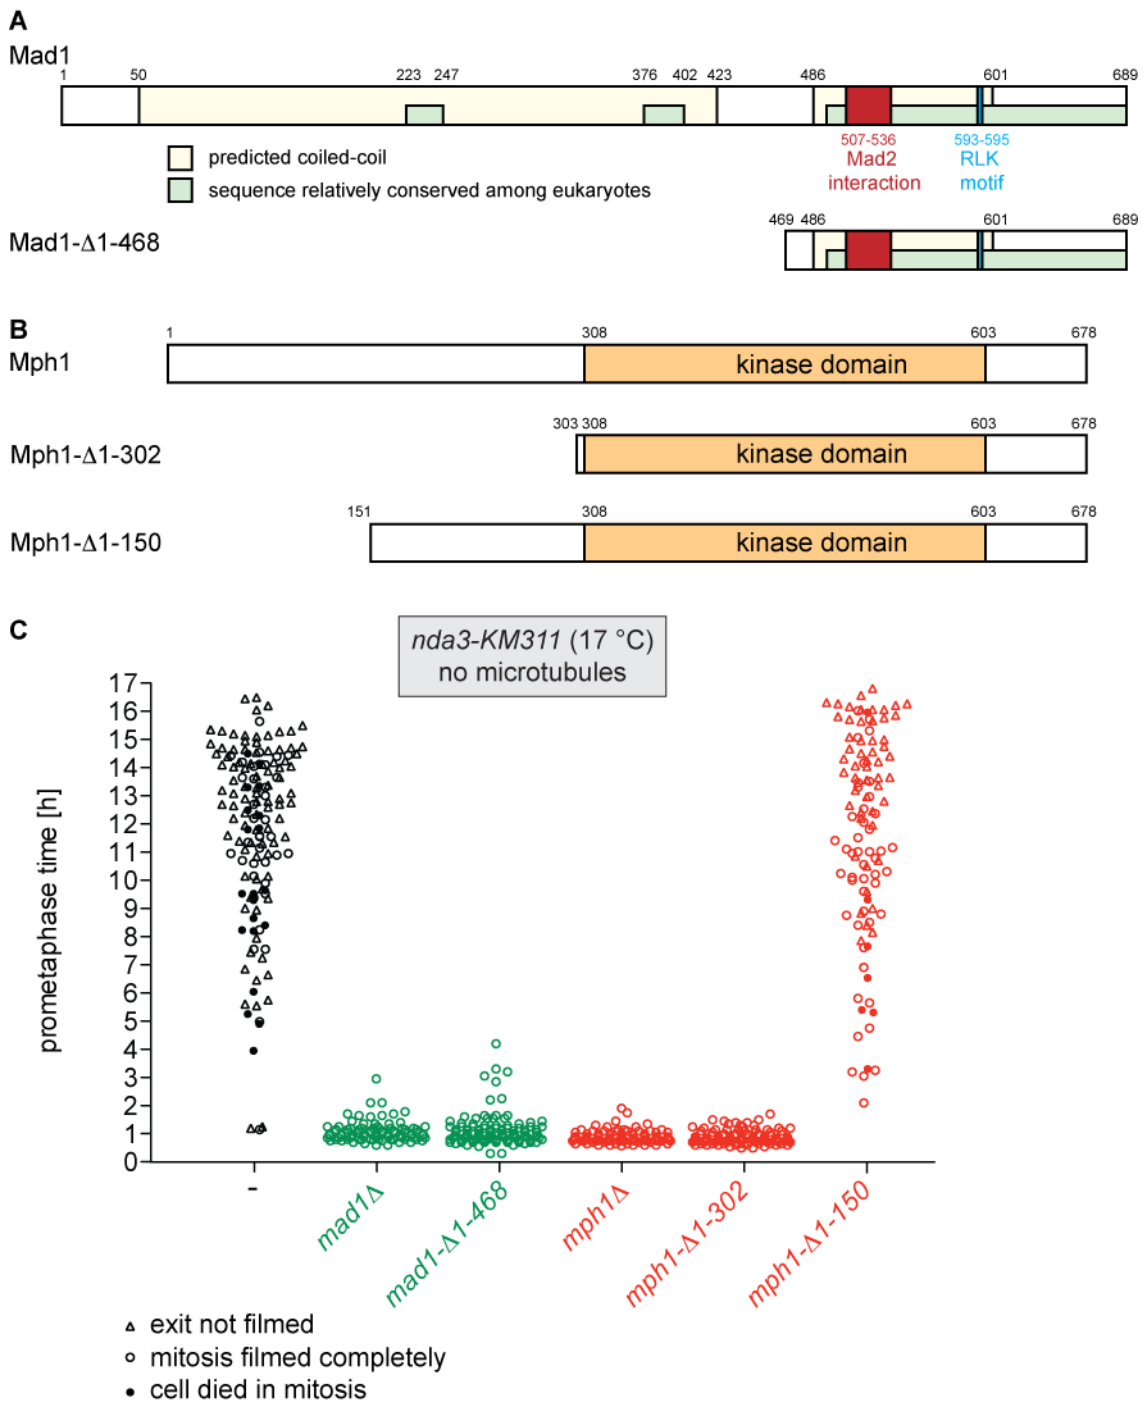 A
Mad1
1 50 223 247 376 402 423 486 601 689
507-536 593-595
Mad2 RLK
interaction motif
predicted coiled-coil
sequence relatively conserved among eukaryotes
469 486 601 689
Mad1-Δ1-468
B
1 308 603 678
Mph1 kinase domain
303 308 603 678
Mph1-Δ1-302 kinase domain
151 308 603 678
Mph1-Δ1-150 kinase domain
C
nda3-KM311 (17 °C)
no microtubules
prometaphase time [h]
17
16
15
14
13
12
11
10
9
8
7
6
5
4
3
2
1
0
– mad1Δ mad1-Δ1-468 mph1Δ mph1-Δ1-302 mph1-Δ1-150
exit not filmed
mitosis filmed completely
cell died in mitosis